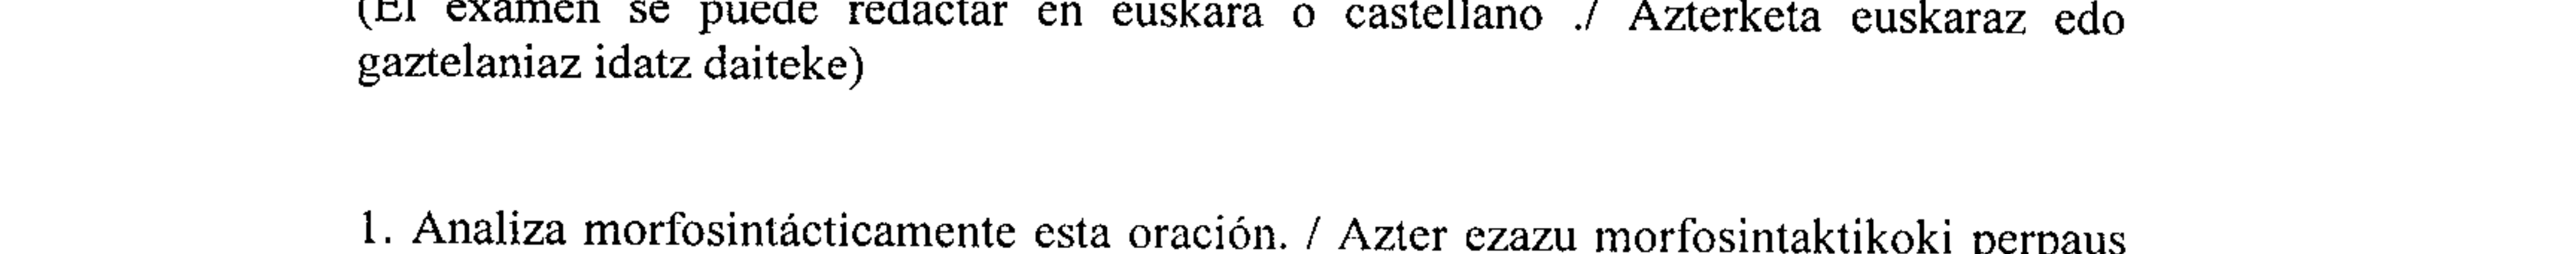 (El examen se puede redactar en euskara o castellano ./ Azterketa euskaraz edo
gaztelaniaz idatz daiteke)
1. Analiza morfosintácticamente esta oración. / Azter ezazu morfosintaktikoki perpaus